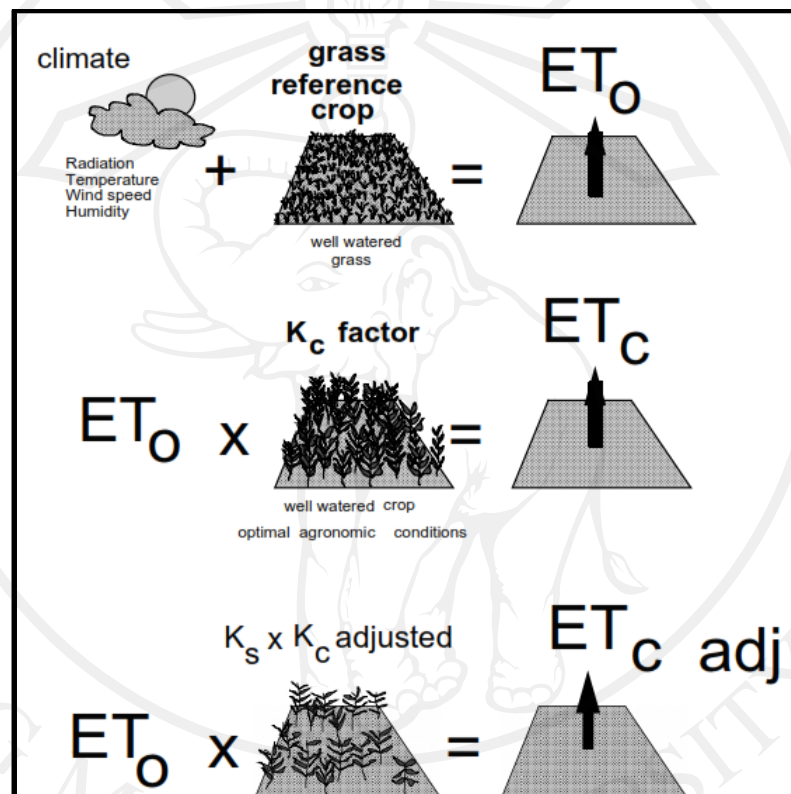 climate
grass
reference
crop
ETo
Radiation
Temperature
Wind speed
Humidity
+
=
well watered
grass
Kc factor
ETc
ETo x
=
well watered crop
optimal agronomic conditions
Ks x Kc adjusted
ETc adj
ETo x
=